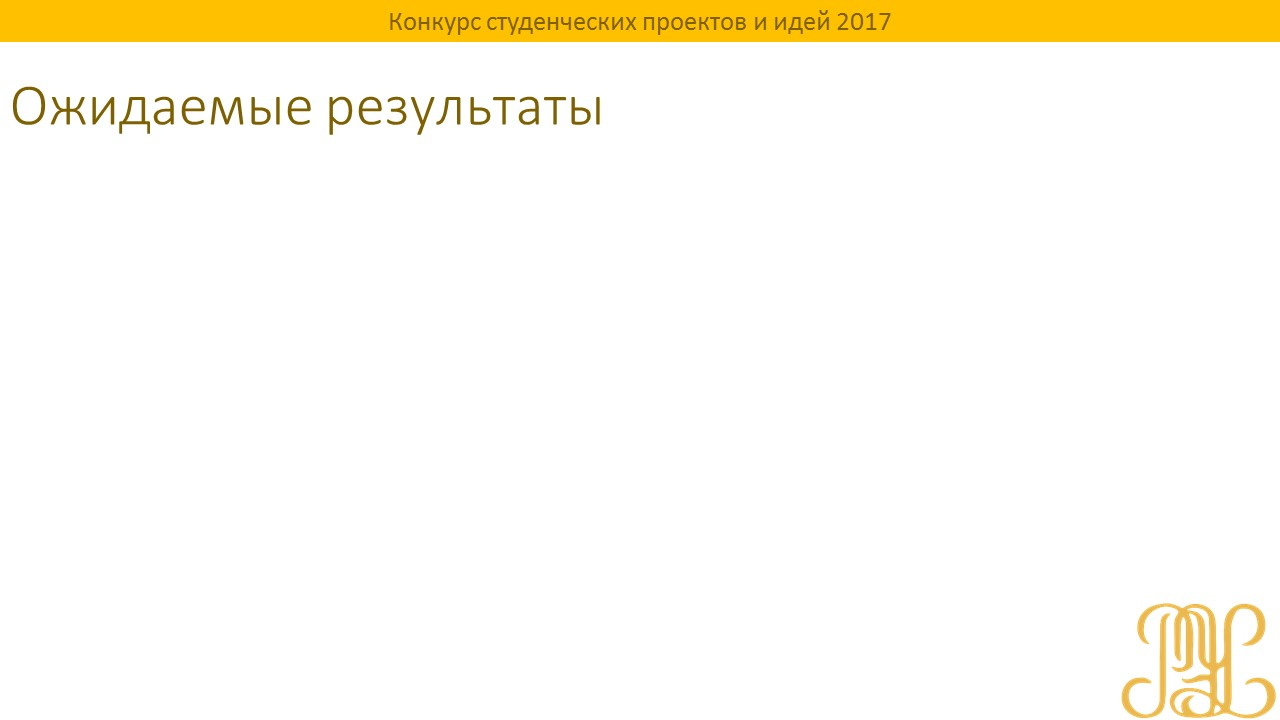 Конкурс студенческих проектов и идей 2017
Ожидаемые результаты